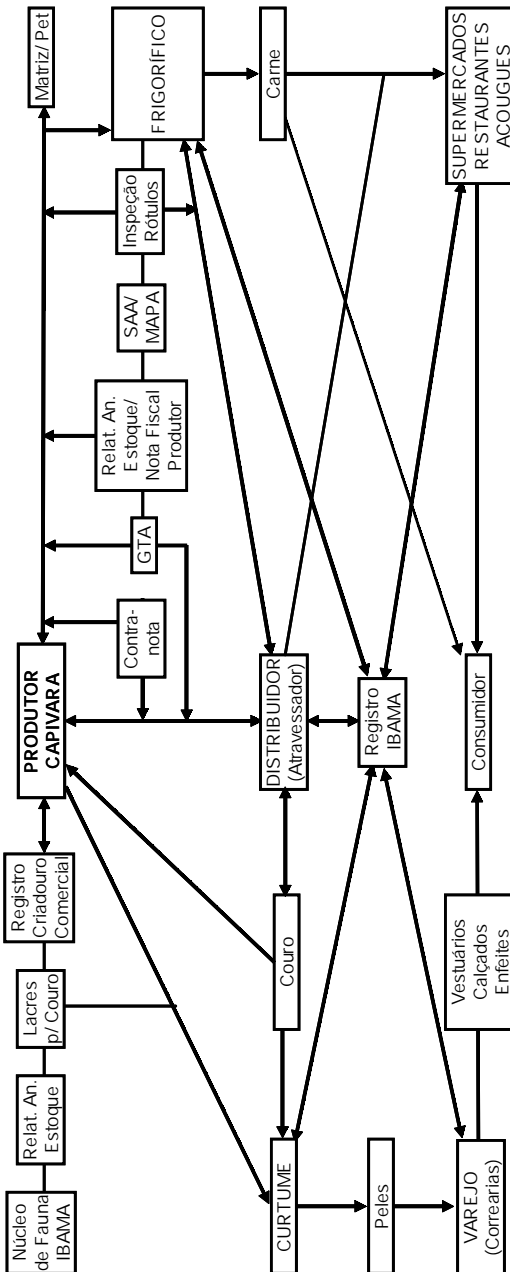 Núcleo
de Fauna
IBAMA
Relat. An.
Estoque
Lacres
p/ Couro
Registro
Criadouro
Comercial
PRODUTOR
CAPIVARA
Contra-
nota
GTA
Relat. An.
Estoque/
Nota Fiscal
Produtor
SAA/
MAPA
Inspeção
Rótulos
FRIGORÍFICO
Matriz/ Pet
CURTUME
Couro
DISTRIBUIDOR
(Atravessador)
Carne
Peles
Registro
IBAMA
VAREJO
(Correarias)
Vestuários
Calçados
Enfeites
Consumidor
SUPERMERCADOS
RESTAURANTES
ACOUGUES